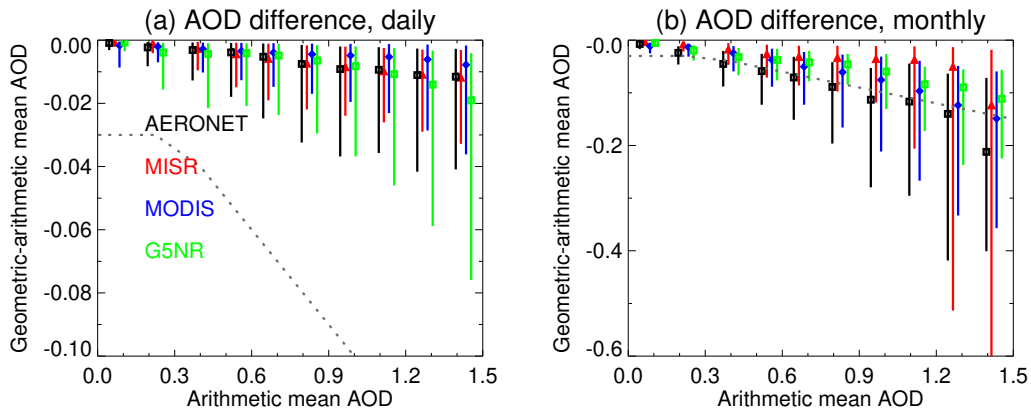 (a) AOD difference, daily
0.00
-0.02
-0.04
-0.06
-0.08
-0.10
Geometric-arithmetic mean AOD
AERONET
MISR
MODIS
G5NR
0.0 0.3 0.6 0.9 1.2 1.5
Arithmetic mean AOD
(b) AOD difference, monthly
-0.0
-0.2
-0.4
-0.6
Geometric-arithmetic mean AOD
0.0 0.3 0.6 0.9 1.2 1.5
Arithmetic mean AOD